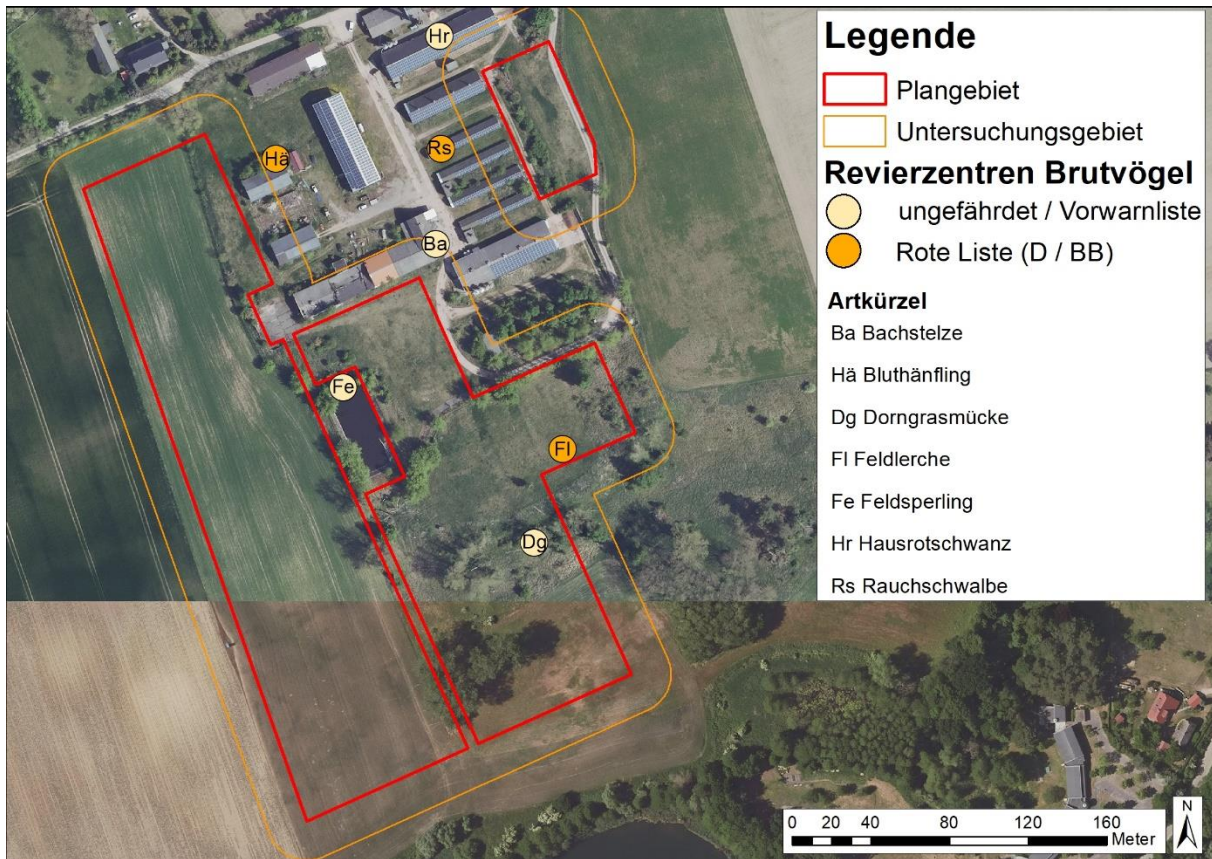 Hr
Rs
Hä
Ba
Fe
Fl
Dg
Legende
Plangebiet
Untersuchungsgebiet
Revierzentren Brutvögel
ungefährdet / Vorwarnliste
Rote Liste (D / BB)
Artkürzel
Ba Bachstelze
Hä Bluthänfling
Dg Dorngrasmücke
Fl Feldlerche
Fe Feldsperling
Hr Hausrotschwanz
Rs Rauchschwalbe
0 20 40 80 120 160
Meter
N